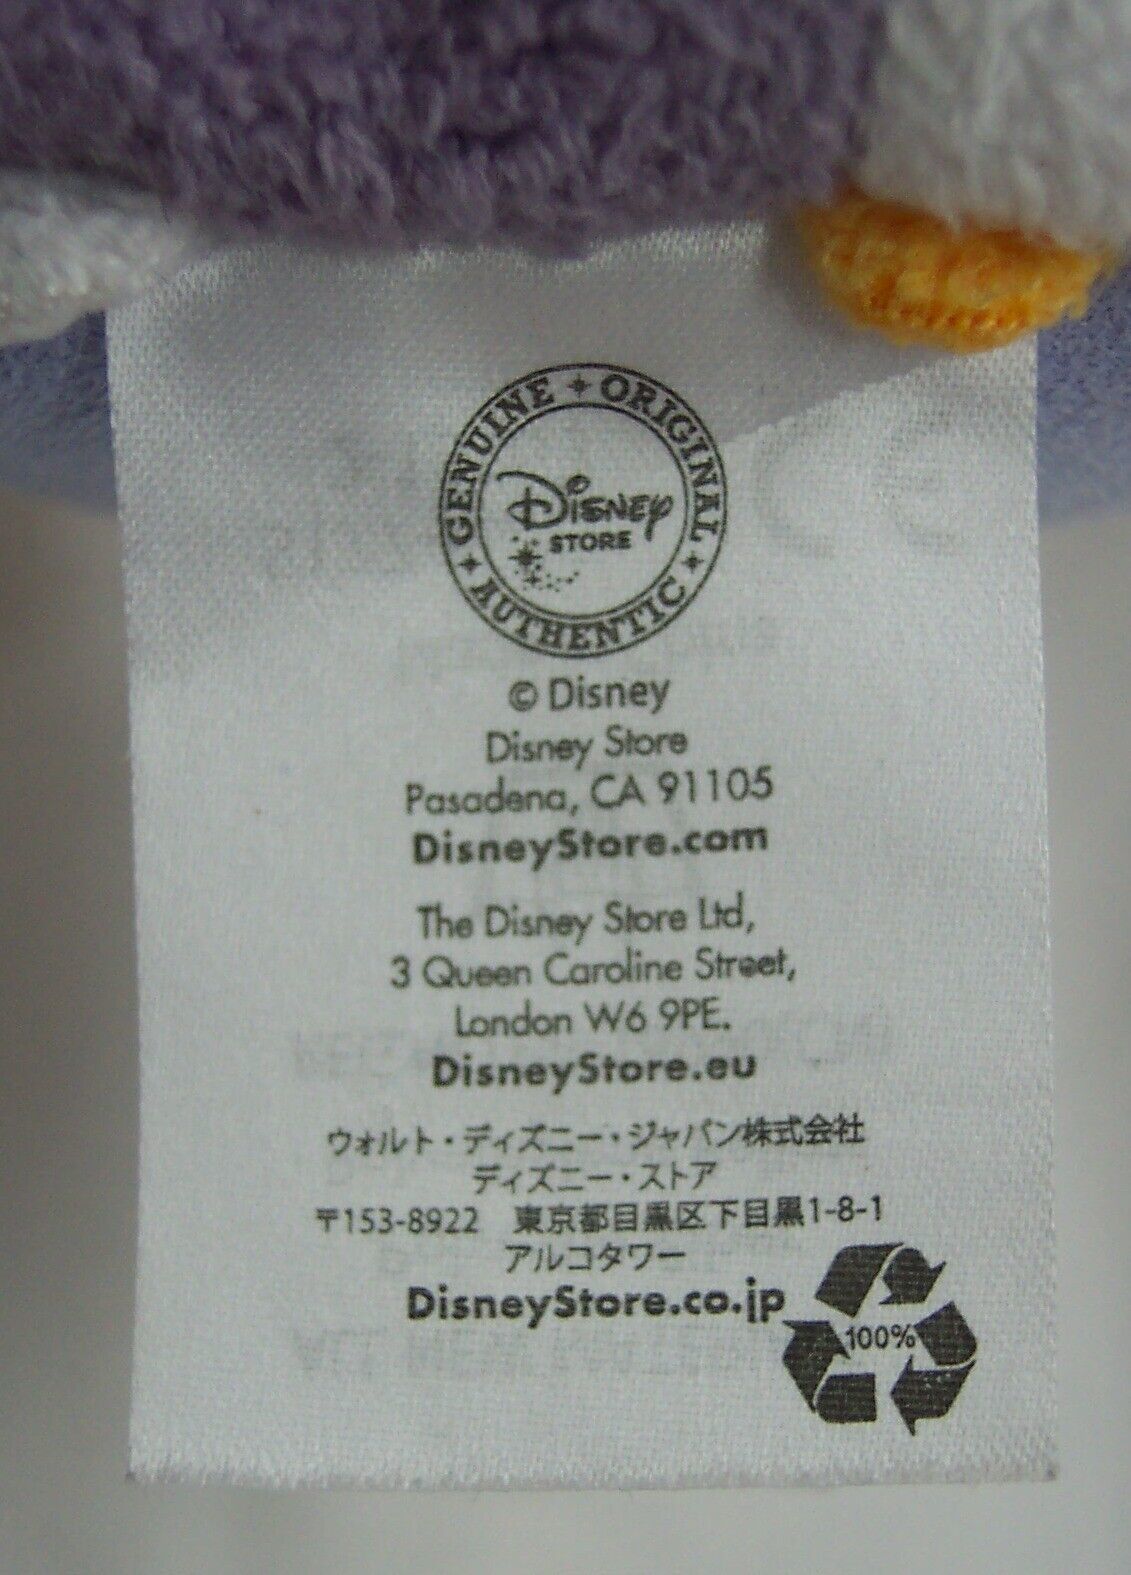 GENUINE ORIGINAL AUTHENTIC
Disney
STORE
© Disney
Disney Store
Pasadena, CA 91105
DisneyStore.com
The Disney Store Ltd,
3 Queen Caroline Street,
London W6 9PE.
DisneyStore.eu
ウォルト・ディズニー・ジャパン株式会社
ディズニー・ストア
〒153-8922 東京都目黒区下目黒1-8-1
アルコタワー
DisneyStore.co.jp
100%